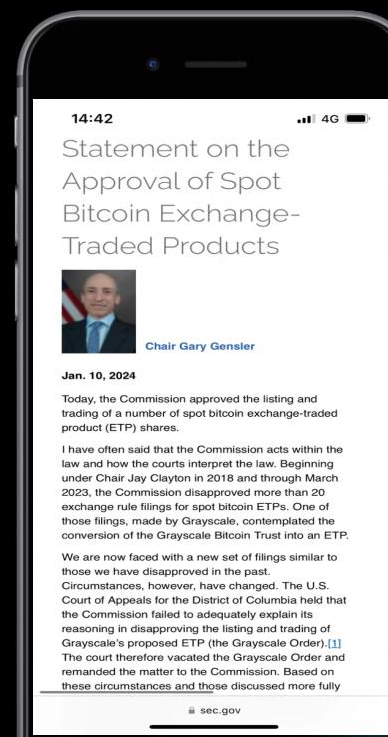 14:42
4G
Statement on the
Approval of Spot
Bitcoin Exchange-
Traded Products
Chair Gary Gensler
Jan. 10, 2024
Today, the Commission approved the listing and
trading of a number of spot bitcoin exchange-traded
product (ETP) shares.
I have often said that the Commission acts within the
law and how the courts interpret the law. Beginning
under Chair Jay Clayton in 2018 and through March
2023, the Commission disapproved more than 20
exchange rule filings for spot bitcoin ETPs. One of
those filings, made by Grayscale, contemplated the
conversion of the Grayscale Bitcoin Trust into an ETP.
We are now faced with a new set of filings similar to
those we have disapproved in the past.
Circumstances, however, have changed. The U.S.
Court of Appeals for the District of Columbia held that
the Commission failed to adequately explain its
reasoning in disapproving the listing and trading of
Grayscale's proposed ETP (the Grayscale Order).[1]
The court therefore vacated the Grayscale Order and
remanded the matter to the Commission. Based on
these circumstances and those discussed more fully
sec.gov